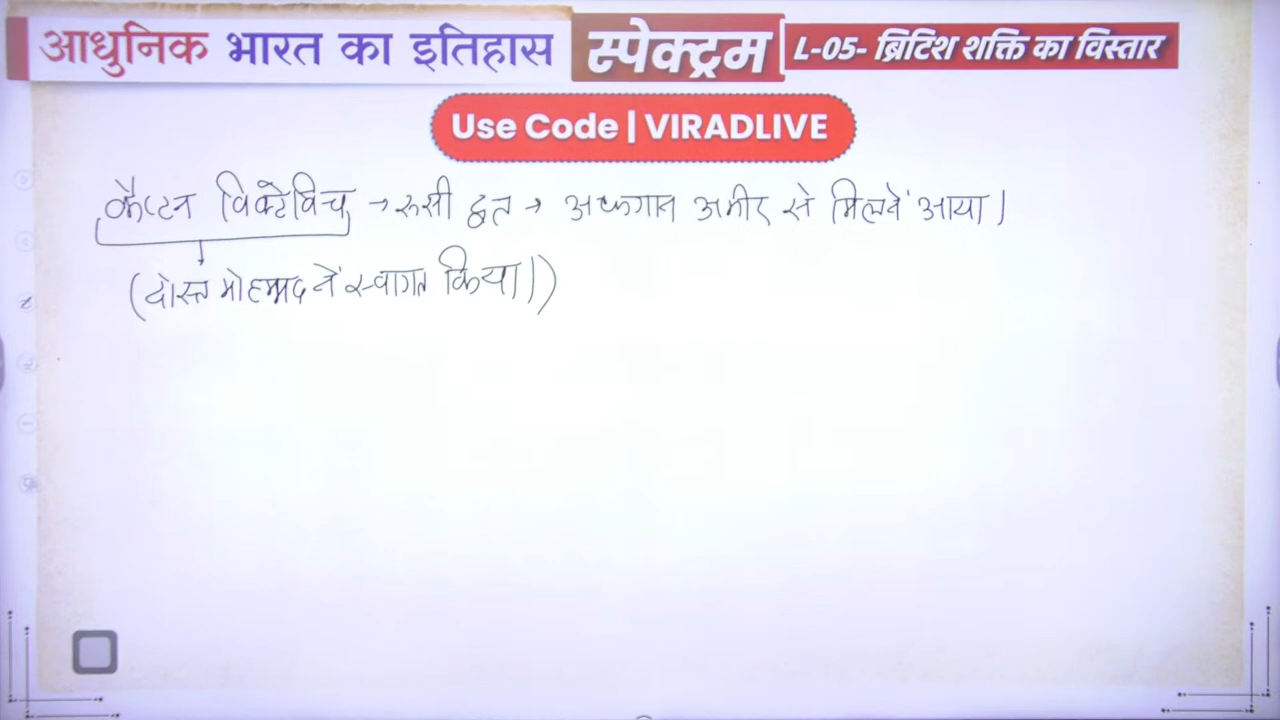 आधुनिक भारत का इतिहास स्पेक्ट्रम L-05- ब्रिटिश शक्ति का विस्तार
Use Code | VIRADLIVE
कैप्टन विक्टेविच → रूसी दूत → अफगान अमीर से मिलनें आया।
(दोस्त मोहम्मद नें स्वागत किया।)